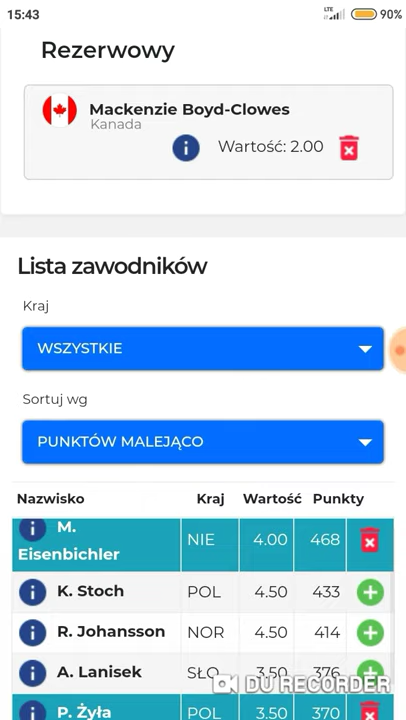 15:43 LTE 90%
Rezerwowy
Mackenzie Boyd-Clowes
Kanada
Wartość: 2.00
Lista zawodników
Kraj
WSZYSTKIE
Sortuj wg
PUNKTÓW MALEJĄCO
Nazwisko Kraj Wartość Punkty
M.
Eisenbichler NIE 4.00 468
K. Stoch POL 4.50 433
R. Johansson NOR 4.50 414
A. Lanisek SŁO 3.50 376
DU RECORDER
P. Żyła POL 3.50 370